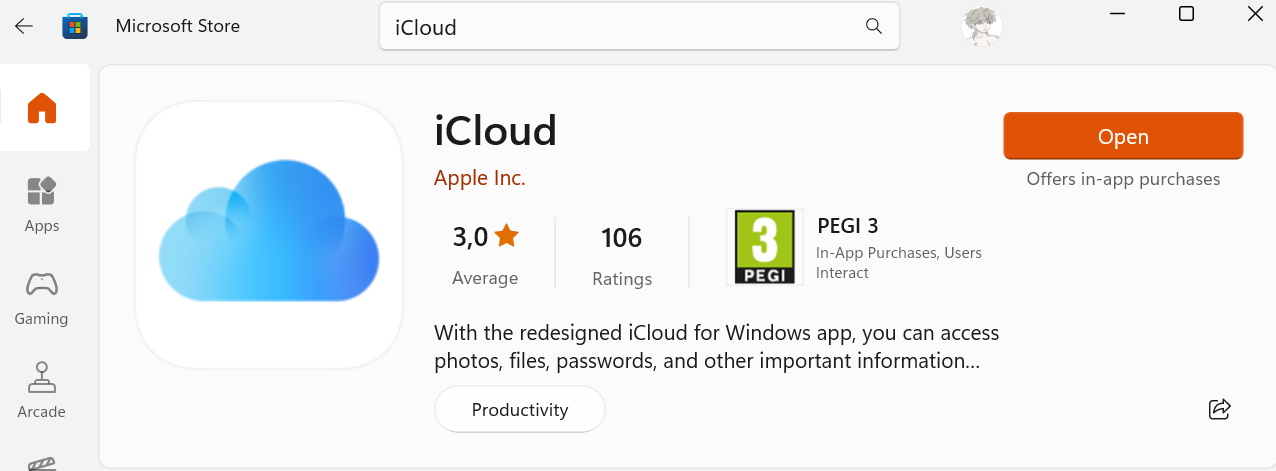 Microsoft Store
iCloud
Apps
Gaming
Arcade
iCloud
Apple Inc.
Open
Offers in-app purchases
3,0
Average
106
Ratings
3
PEGI
PEGI 3
In-App Purchases, Users
Interact
With the redesigned iCloud for Windows app, you can access
photos, files, passwords, and other important information...
Productivity